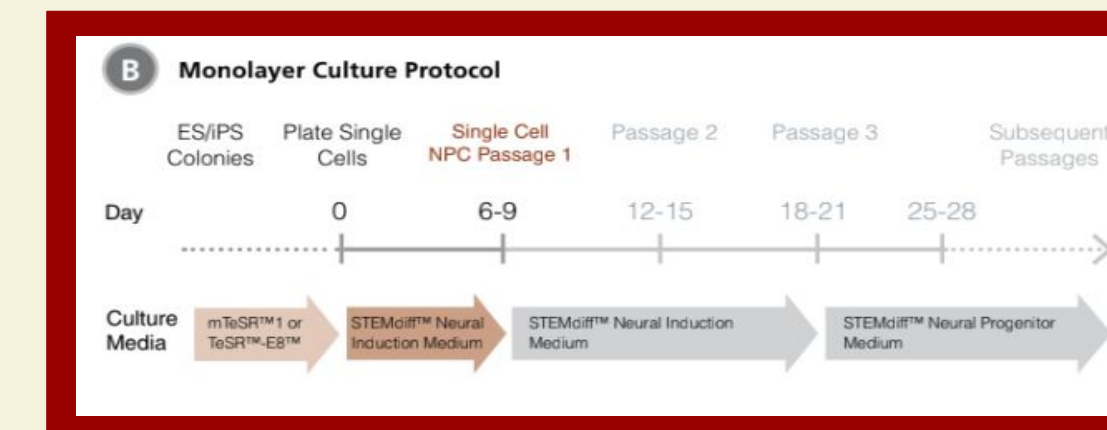 B Monolayer Culture Protocol
ES/iPS Colonies
Plate Single Cells
Single Cell NPC Passage 1
Passage 2
Passage 3
Subsequent Passages
Day 0 6-9 12-15 18-21 25-28
Culture Media
mTeSR™1 or
TeSR™-E8™
STEMdiff™ Neural
Induction Medium
STEMdiff™ Neural Induction
Medium
STEMdiff™ Neural Progenitor
Medium